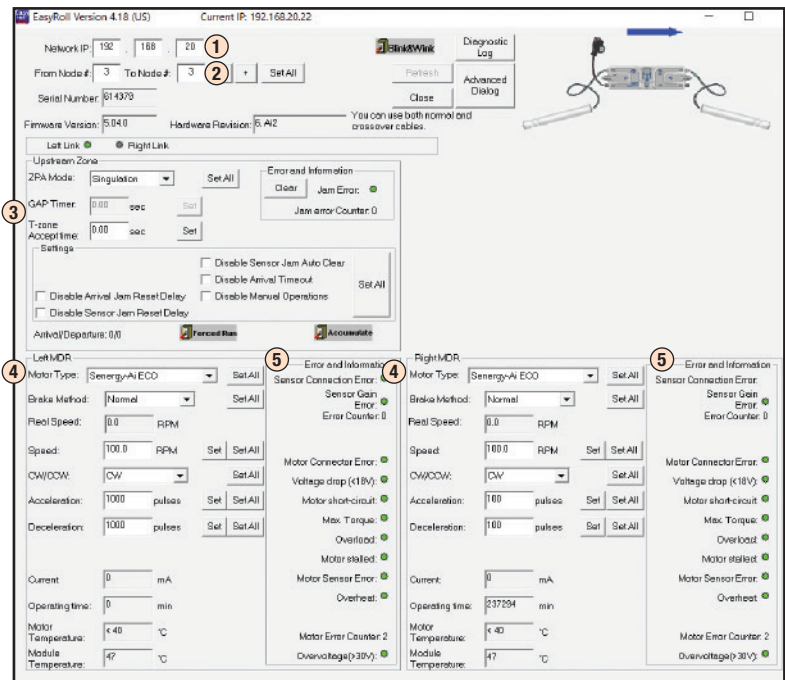 EasyRoll Version 4.18 (US) Current IP: 192.168.20.22
Network IP: 192 . 168 . 20 1
Blink&Wink
Diagnostic Log
From Node#: 3 To Node #: 3 2 + Set All
Refresh
Advanced Dialog
Serial Number: 614379
Close
Firmware Version: 5.04.0 Hardware Revision: 6, Ai2
You can use both normal and crossover cables.
Left Link Right Link
Upstream Zone
ZPA Mode: Singulation Set All
Error and Information
Clear Jam Error:
Jam error Counter: 0
3
GAP Timer: 0.00 sec Set
T-zone Accept time: 0.00 sec Set
Settings
Disable Sensor Jam Auto Clear
Disable Arrival Timeout
Set All
Disable Arrival Jam Reset Delay Disable Manual Operations
Disable Sensor Jam Reset Delay
Arrival/Departure: 0/0 Forced Run Accumulate
Left MDR
4
Motor Type: Senergy-Ai ECO Set All
Brake Method: Normal Set All
Real Speed: 0.0 RPM
Speed: 100.0 RPM Set Set All
CW/CCW: CW Set All
Acceleration: 1000 pulses Set Set All
Deceleration: 1000 pulses Set Set All
Current: 0 mA
Operating time: 0 min
Motor Temperature: < 40 °C
Module Temperature: 47 °C
5
Error and Information
Sensor Connection Error:
Sensor Gain Error:
Error Counter: 0
Motor Connector Error:
Voltage drop (<18V):
Motor short-circuit:
Max. Torque:
Overload:
Motor stalled:
Motor Sensor Error:
Overheat:
Motor Error Counter: 2
Overvoltage(>30V):
Right MDR
4
Motor Type: Senergy-Ai ECO Set All
Brake Method: Normal Set All
Real Speed: 0.0 RPM
Speed: 100.0 RPM Set Set All
CW/CCW: CW Set All
Acceleration: 100 pulses Set Set All
Deceleration: 100 pulses Set Set All
Current: 0 mA
Operating time: 237294 min
Motor Temperature: < 40 °C
Module Temperature: 47 °C
5
Error and Information
Sensor Connection Error:
Sensor Gain Error:
Error Counter: 0
Motor Connector Error:
Voltage drop (<18V):
Motor short-circuit:
Max. Torque:
Overload:
Motor stalled:
Motor Sensor Error:
Overheat:
Motor Error Counter: 2
Overvoltage(>30V):